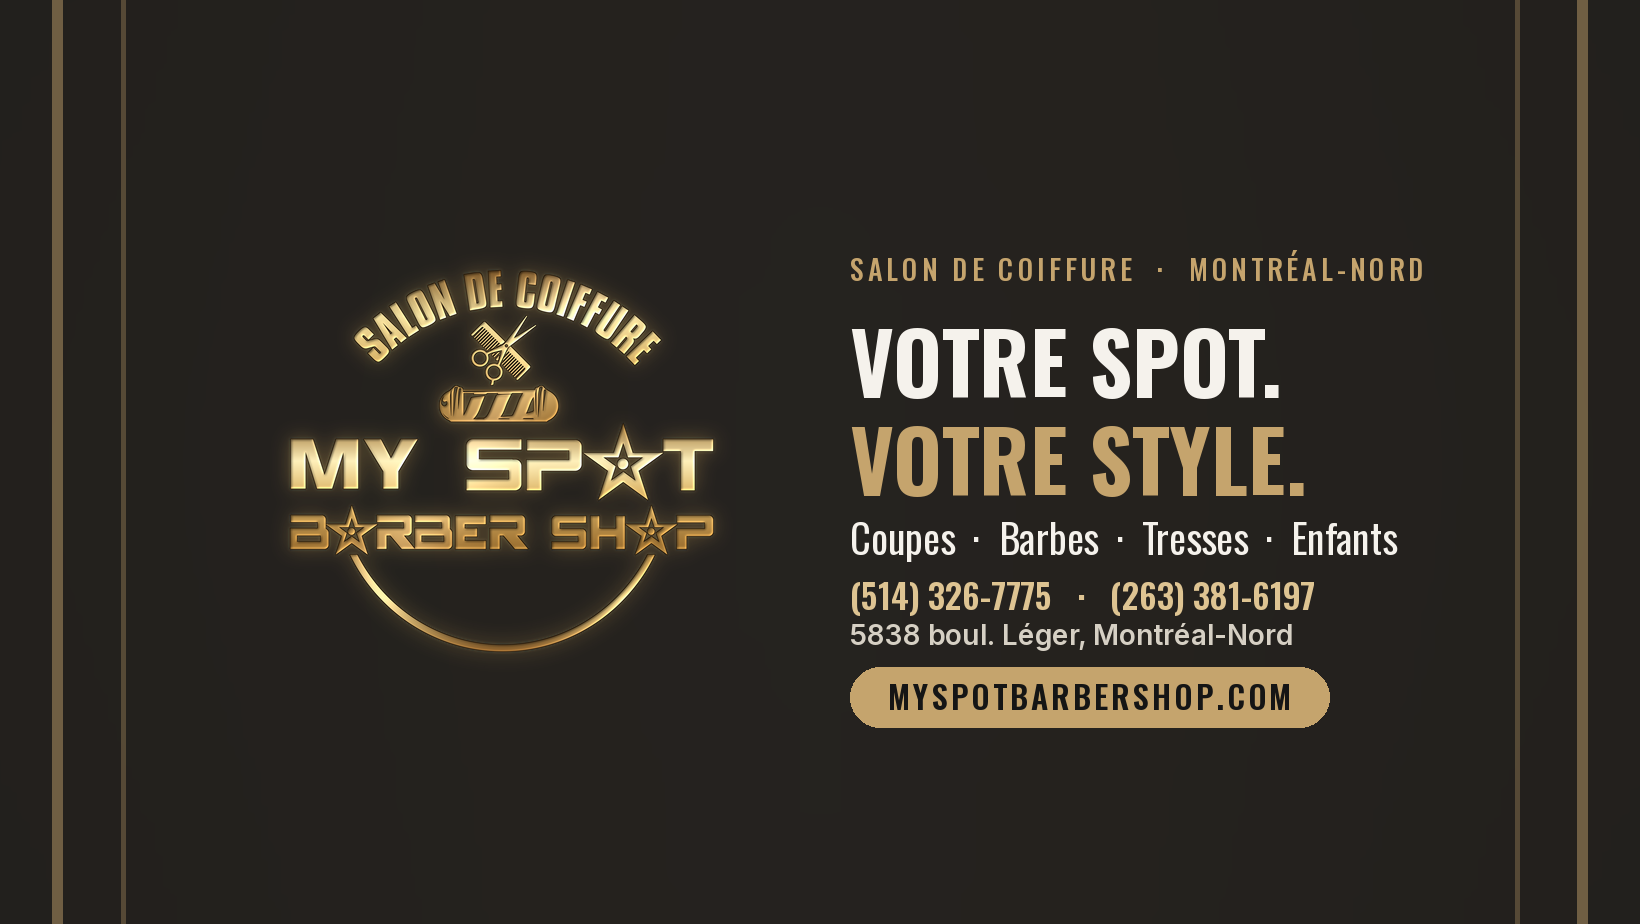 SALON DE COIFFURE
MY SPOT
BARBER SHOP
SALON DE COIFFURE · MONTRÉAL-NORD
VOTRE SPOT.
VOTRE STYLE.
Coupes · Barbes · Tresses · Enfants
(514) 326-7775 · (263) 381-6197
5838 boul. Léger, Montréal-Nord
MYSPOTBARBERSHOP.COM